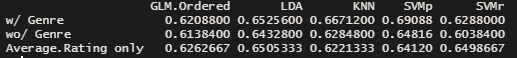 GLM.Ordered LDA KNN SVMp SVMr
w/ Genre 0.6208800 0.6525600 0.6671200 0.69088 0.6288000
wo/ Genre 0.6138400 0.6432800 0.6284800 0.64816 0.6038400
Average.Rating only 0.6262667 0.6505333 0.6221333 0.64120 0.6498667